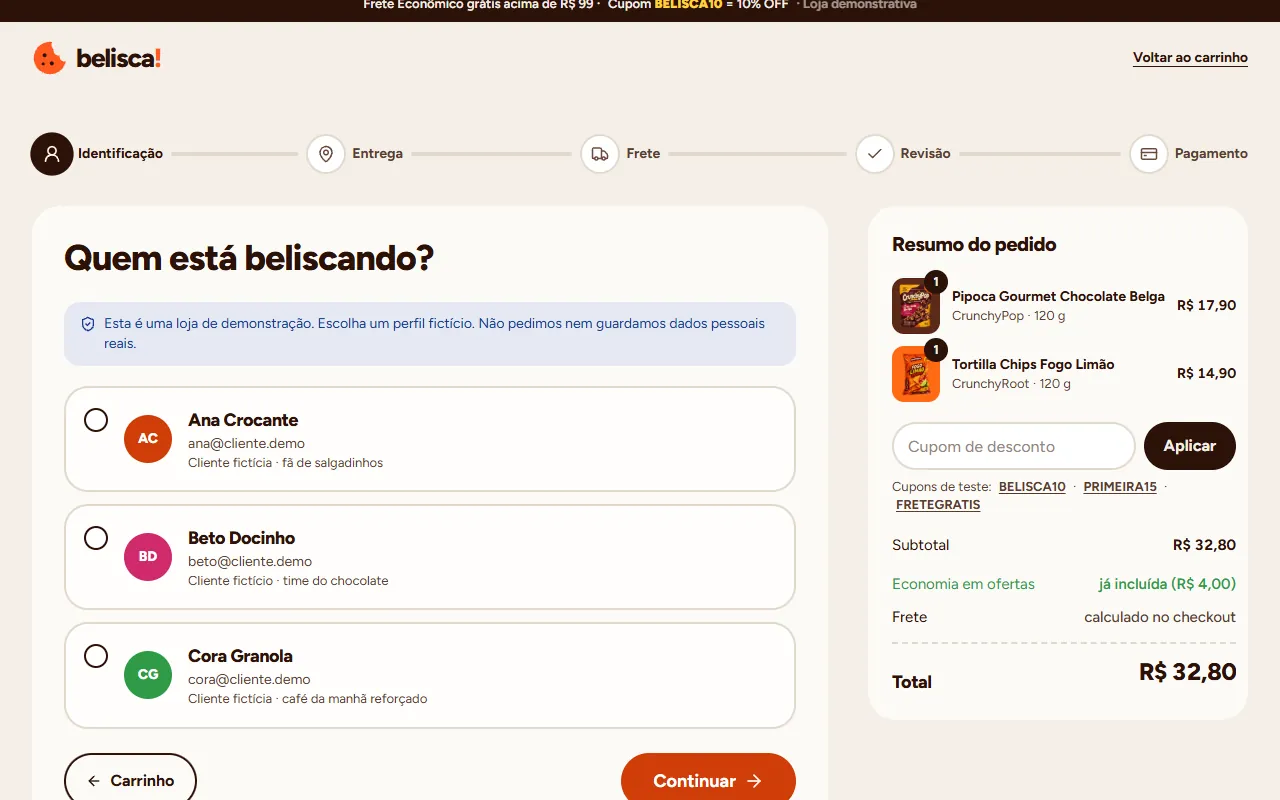 Frete Econômico grátis acima de R$ 99 · Cupom BELISCA10 = 10% OFF · Loja demonstrativa
belisca!
Voltar ao carrinho
Identificação
Entrega
Frete
Revisão
Pagamento
Quem está beliscando?
Esta é uma loja de demonstração. Escolha um perfil fictício. Não pedimos nem guardamos dados pessoais
reais.
AC
Ana Crocante
ana@cliente.demo
Cliente fictícia · fã de salgadinhos
BD
Beto Docinho
beto@cliente.demo
Cliente fictício · time do chocolate
CG
Cora Granola
cora@cliente.demo
Cliente fictícia · café da manhã reforçado
← Carrinho
Continuar →
Resumo do pedido
CrunchyPop
1
Pipoca Gourmet Chocolate Belga
CrunchyPop · 120 g
R$ 17,90
FOGO
LIMÃO
1
Tortilla Chips Fogo Limão
CrunchyRoot · 120 g
R$ 14,90
Cupom de desconto
Aplicar
Cupons de teste: BELISCA10 · PRIMEIRA15 ·
FRETEGRATIS
Subtotal
R$ 32,80
Economia em ofertas
já incluída (R$ 4,00)
Frete
calculado no checkout
Total
R$ 32,80